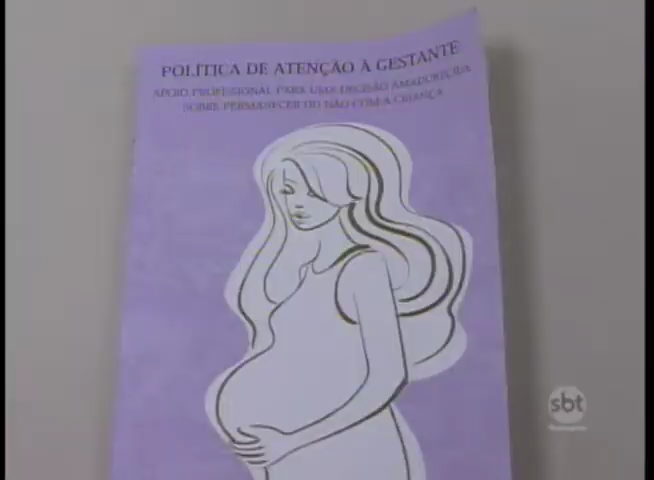 POLÍTICA DE ATENÇÃO À GESTANTE
APOIO PROFISSIONAL PARA UMA DECISÃO AMADURECIDA
SOBRE PERMANECER OU NÃO COM A CRIANÇA
sbt